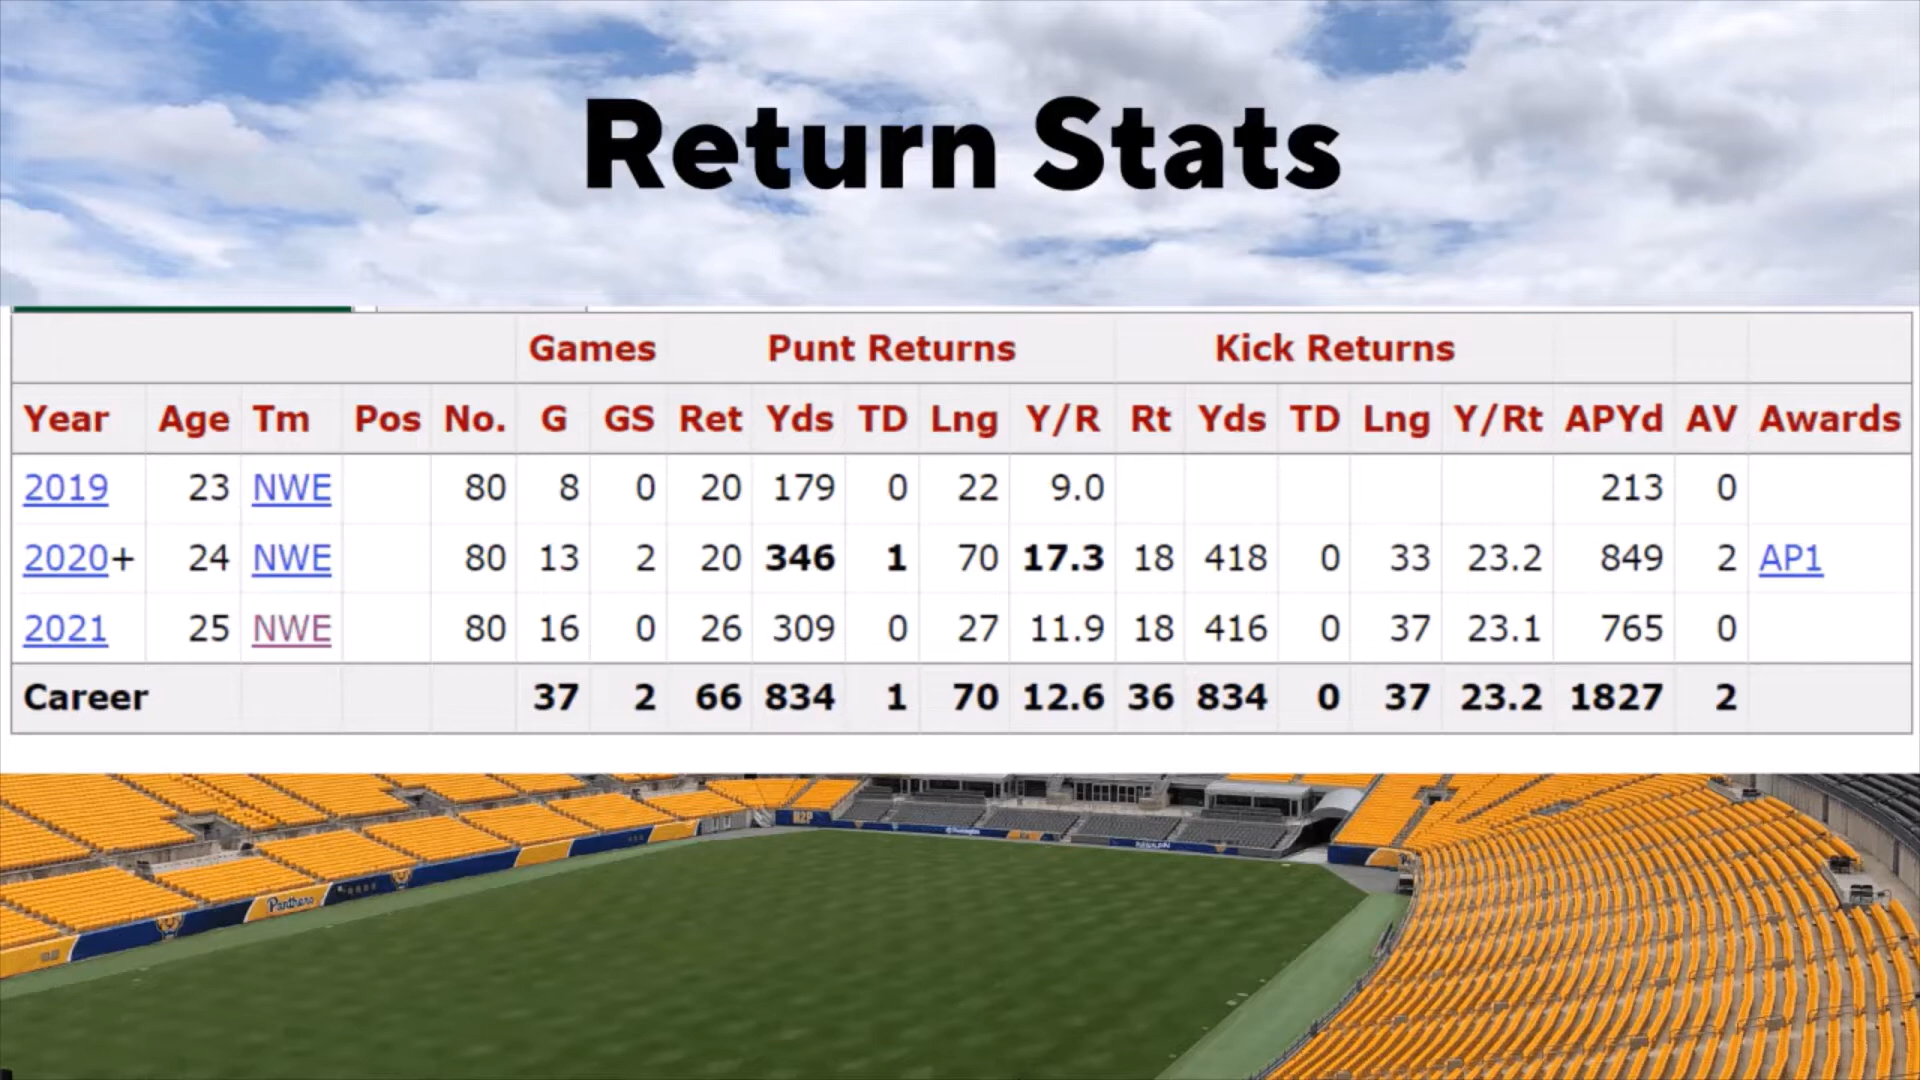 Return Stats
Games Punt Returns Kick Returns
Year Age Tm Pos No. G GS Ret Yds TD Lng Y/R Rt Yds TD Lng Y/Rt APYd AV Awards
2019 23 NWE 80 8 0 20 179 0 22 9.0 213 0
2020+ 24 NWE 80 13 2 20 346 1 70 17.3 18 418 0 33 23.2 849 2 AP1
2021 25 NWE 80 16 0 26 309 0 27 11.9 18 416 0 37 23.1 765 0
Career 37 2 66 834 1 70 12.6 36 834 0 37 23.2 1827 2
H2P
Panthers